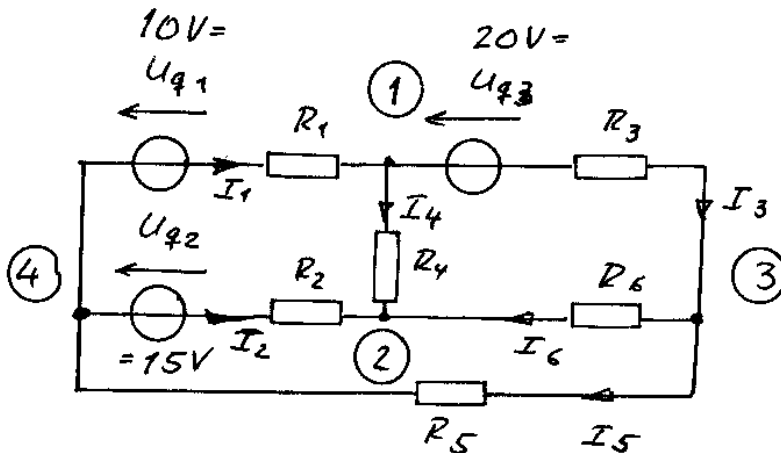 10V=
20V=
Uq1
1
Uq3
R1
R3
I1
I4
I3
4
Uq2
R2
R4
R6
3
=15V
I2
2
I6
R5
I5